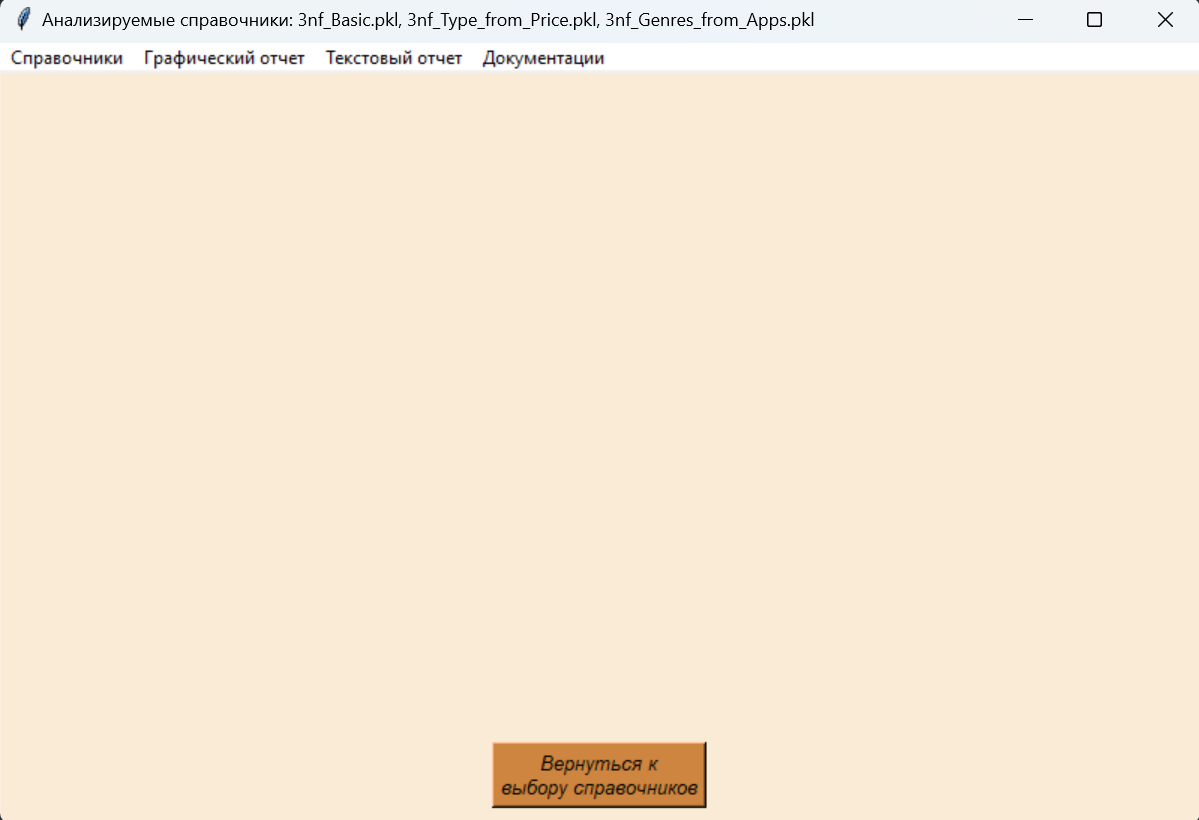 Анализируемые справочники: 3nf_Basic.pkl, 3nf_Type_from_Price.pkl, 3nf_Genres_from_Apps.pkl
Справочники Графический отчет Текстовый отчет Документации
Вернуться к
выбору справочников